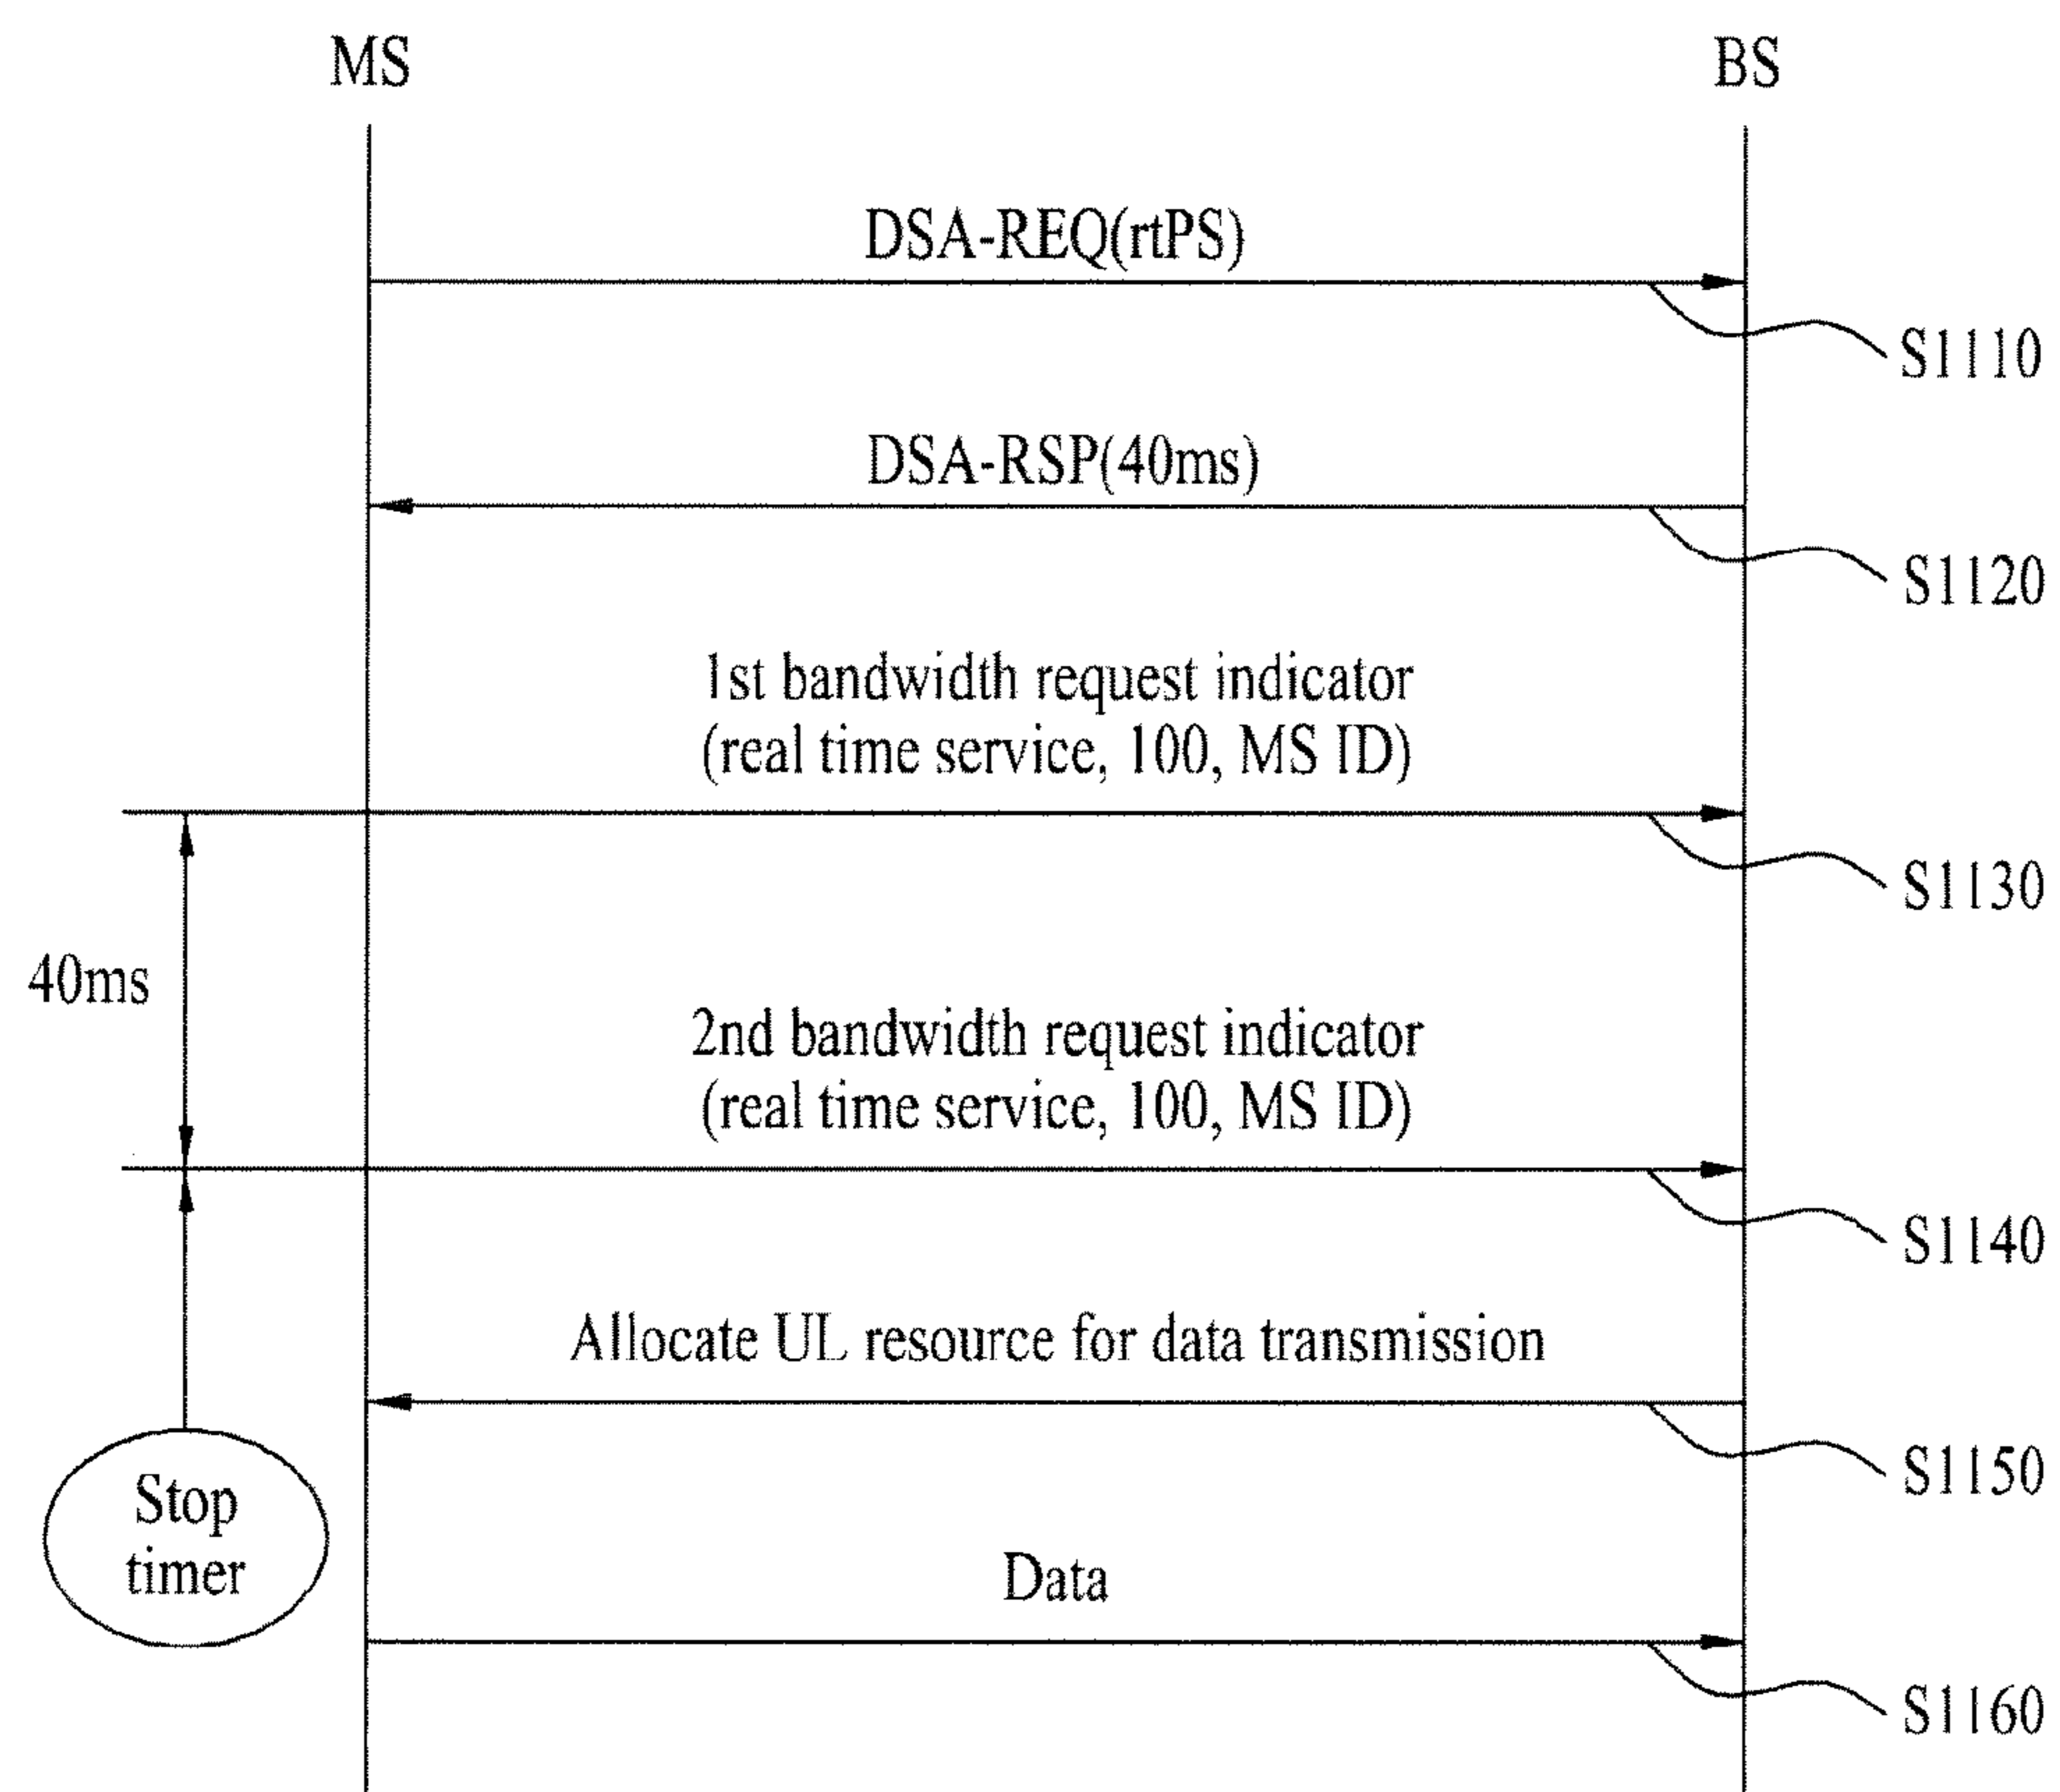 MS
BS
DSA-REQ(rtPS)
S1110
DSA-RSP(40ms)
S1120
1st bandwidth request indicator
(real time service, 100, MS ID)
S1130
40ms
2nd bandwidth request indicator
(real time service, 100, MS ID)
S1140
Allocate UL resource for data transmission
S1150
Stop
timer
Data
S1160